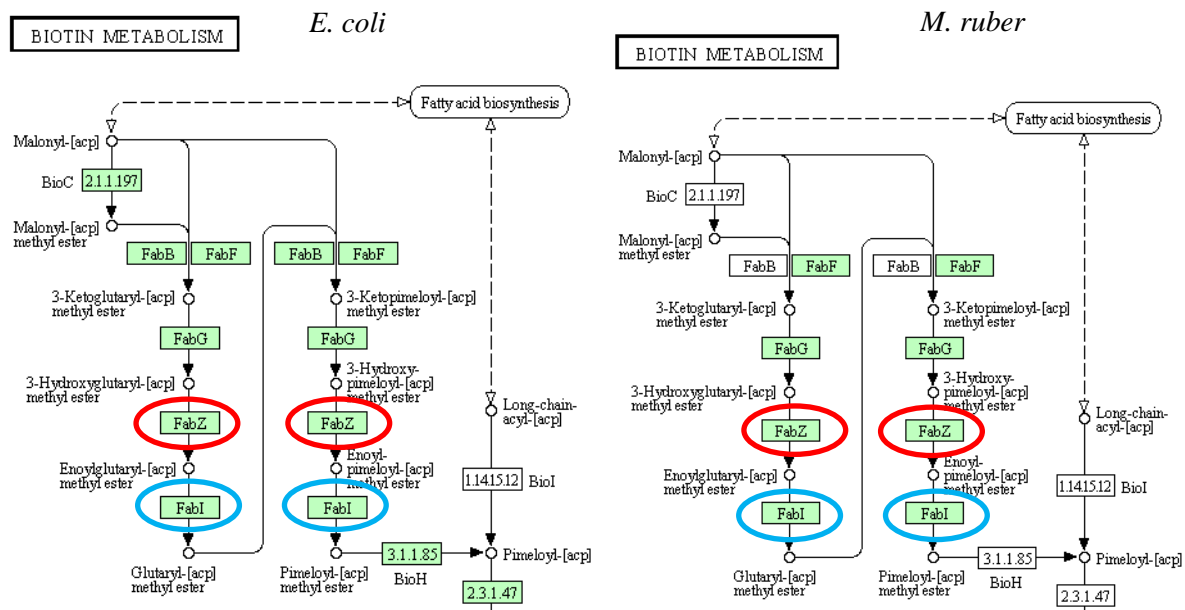 E. coli
BIOTIN METABOLISM
Fatty acid biosynthesis
Malonyl-[acp]
BioC
2.1.1.197
Malonyl-[acp]
methyl ester
FabB
FabF
FabB
FabF
3-Ketoglutaryl-[acp]
methyl ester
3-Ketopimeloyl-[acp]
methyl ester
FabG
FabG
3-Hydroxyglutaryl-[acp]
methyl ester
3-Hydroxy-
pimeloyl-[acp]
methyl ester
FabZ
FabZ
Long-chain-
acyl-[acp]
Enoylglutaryl-[acp]
methyl ester
Enoyl-
pimeloyl-[acp]
methyl ester
1.14.15.12
BioI
FabI
FabI
Glutaryl-[acp]
methyl ester
Pimeloyl-[acp]
methyl ester
3.1.1.85
BioH
Pimeloyl-[acp]
2.3.1.47
M. ruber
BIOTIN METABOLISM
Fatty acid biosynthesis
Malonyl-[acp]
BioC
2.1.1.197
Malonyl-[acp]
methyl ester
FabB
FabF
FabB
FabF
3-Ketoglutaryl-[acp]
methyl ester
3-Ketopimeloyl-[acp]
methyl ester
FabG
FabG
3-Hydroxyglutaryl-[acp]
methyl ester
3-Hydroxy-
pimeloyl-[acp]
methyl ester
FabZ
FabZ
Long-chain-
acyl-[acp]
Enoylglutaryl-[acp]
methyl ester
Enoyl-
pimeloyl-[acp]
methyl ester
1.14.15.12
BioI
FabI
FabI
Glutaryl-[acp]
methyl ester
Pimeloyl-[acp]
methyl ester
3.1.1.85
BioH
Pimeloyl-[acp]
2.3.1.47